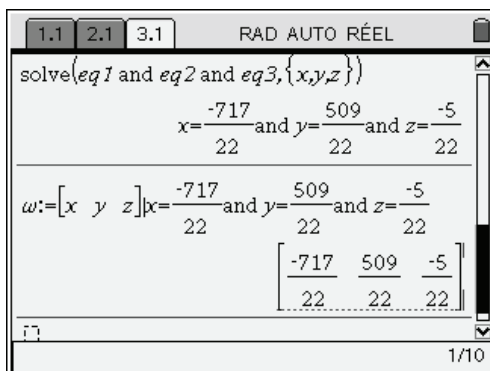 1.1 2.1 3.1 RAD AUTO RÉEL
solve(eq1 and eq2 and eq3,{x,y,z})
x=-717/22 and y=509/22 and z=-5/22
ω:=[x y z]|x=-717/22 and y=509/22 and z=-5/22
[-717/22 509/22 -5/22]
1/10